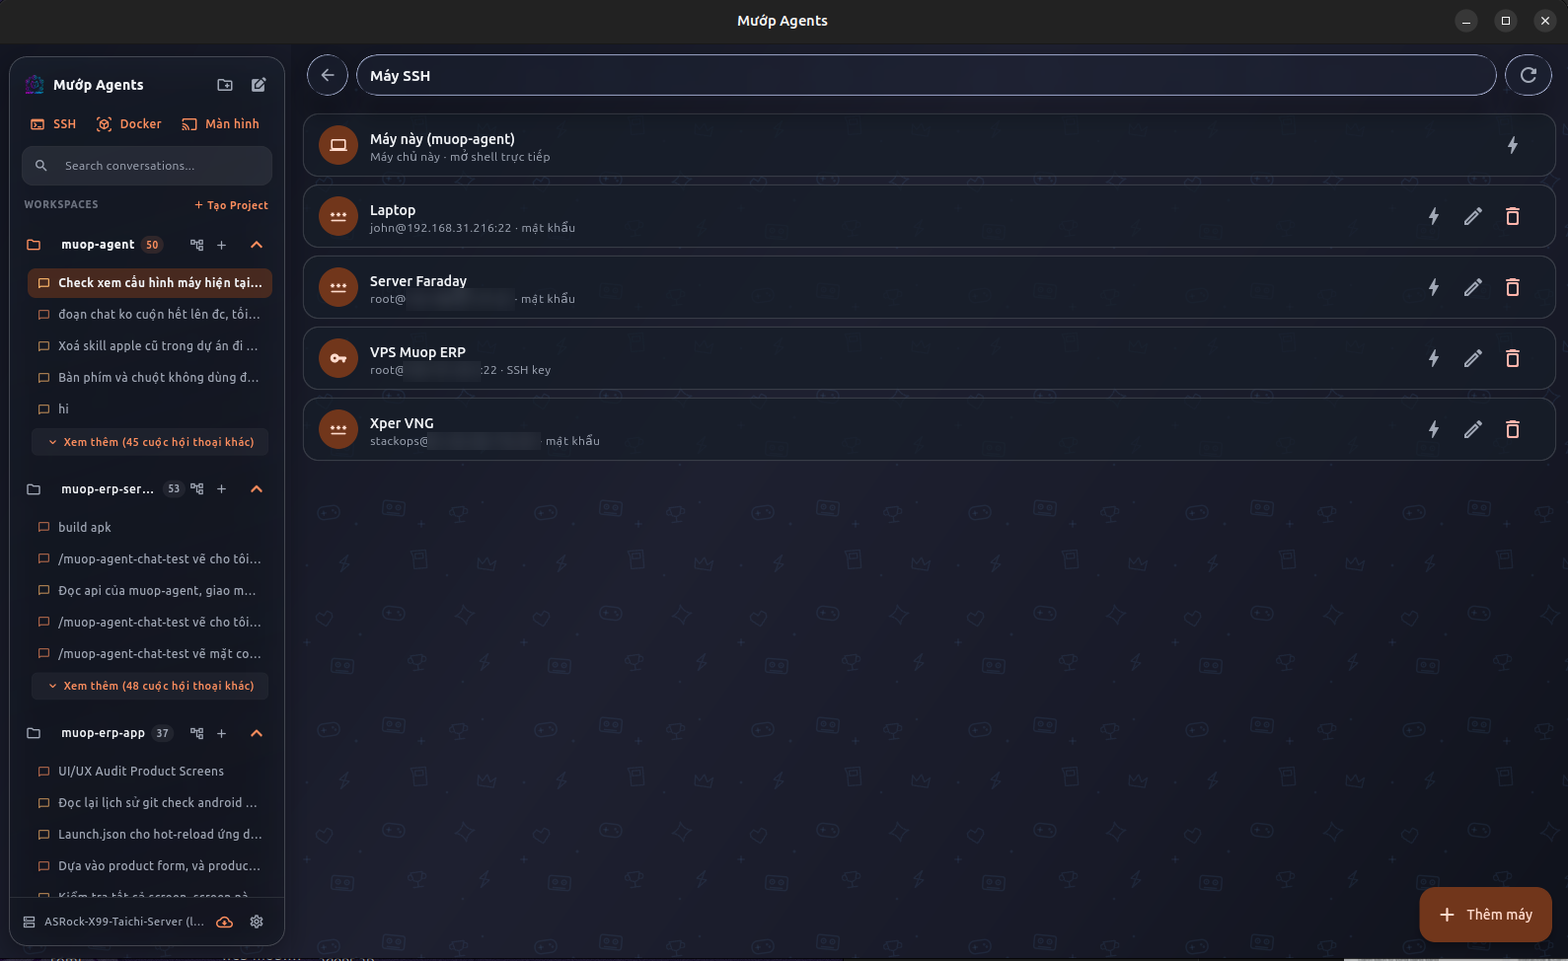 Mướp Agents
Mướp Agents
SSH
Docker
Màn hình
Search conversations...
WORKSPACES
+ Tạo Project
muop-agent 50
Check xem cấu hình máy hiện tại...
đoạn chat ko cuộn hết lên đc, tối...
Xoá skill apple cũ trong dự án đi ...
Bàn phím và chuột không dùng đ...
hi
Xem thêm (45 cuộc hội thoại khác)
muop-erp-ser... 53
build apk
/muop-agent-chat-test vẽ cho tôi...
Đọc api của muop-agent, giao m...
/muop-agent-chat-test vẽ cho tôi...
/muop-agent-chat-test vẽ mặt co...
Xem thêm (48 cuộc hội thoại khác)
muop-erp-app 37
UI/UX Audit Product Screens
Đọc lại lịch sử git check android ...
Launch.json cho hot-reload ứng d...
Dựa vào product form, và produc...
ASRock-X99-Taichi-Server (l...
Máy SSH
Máy này (muop-agent)
Máy chủ này · mở shell trực tiếp
Laptop
john@192.168.31.216:22 · mật khẩu
Server Faraday
root@ · mật khẩu
VPS Muop ERP
root@ :22 · SSH key
Xper VNG
stackops@ · mật khẩu
+ Thêm máy